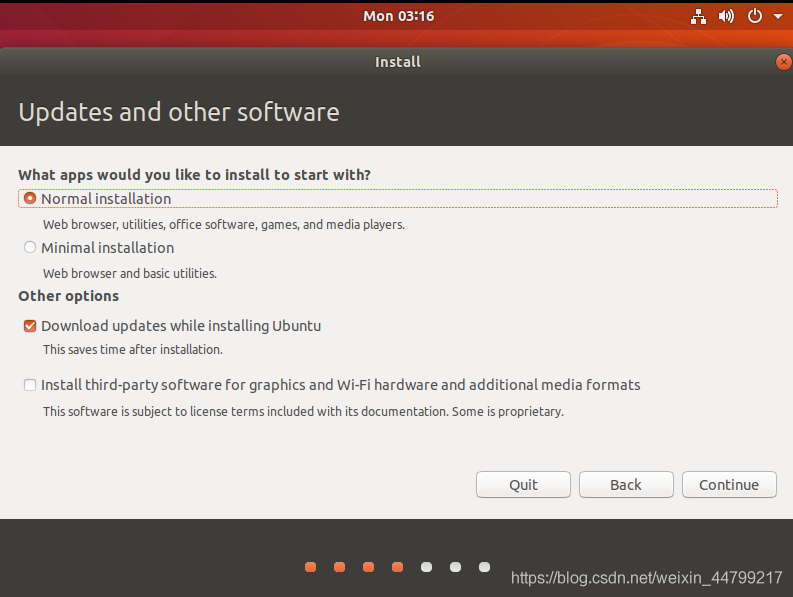 Mon 03:16
Install
Updates and other software
What apps would you like to install to start with?
Normal installation
Web browser, utilities, office software, games, and media players.
Minimal installation
Web browser and basic utilities.
Other options
Download updates while installing Ubuntu
This saves time after installation.
Install third-party software for graphics and Wi-Fi hardware and additional media formats
This software is subject to license terms included with its documentation. Some is proprietary.
Quit Back Continue
https://blog.csdn.net/weixin_44799217